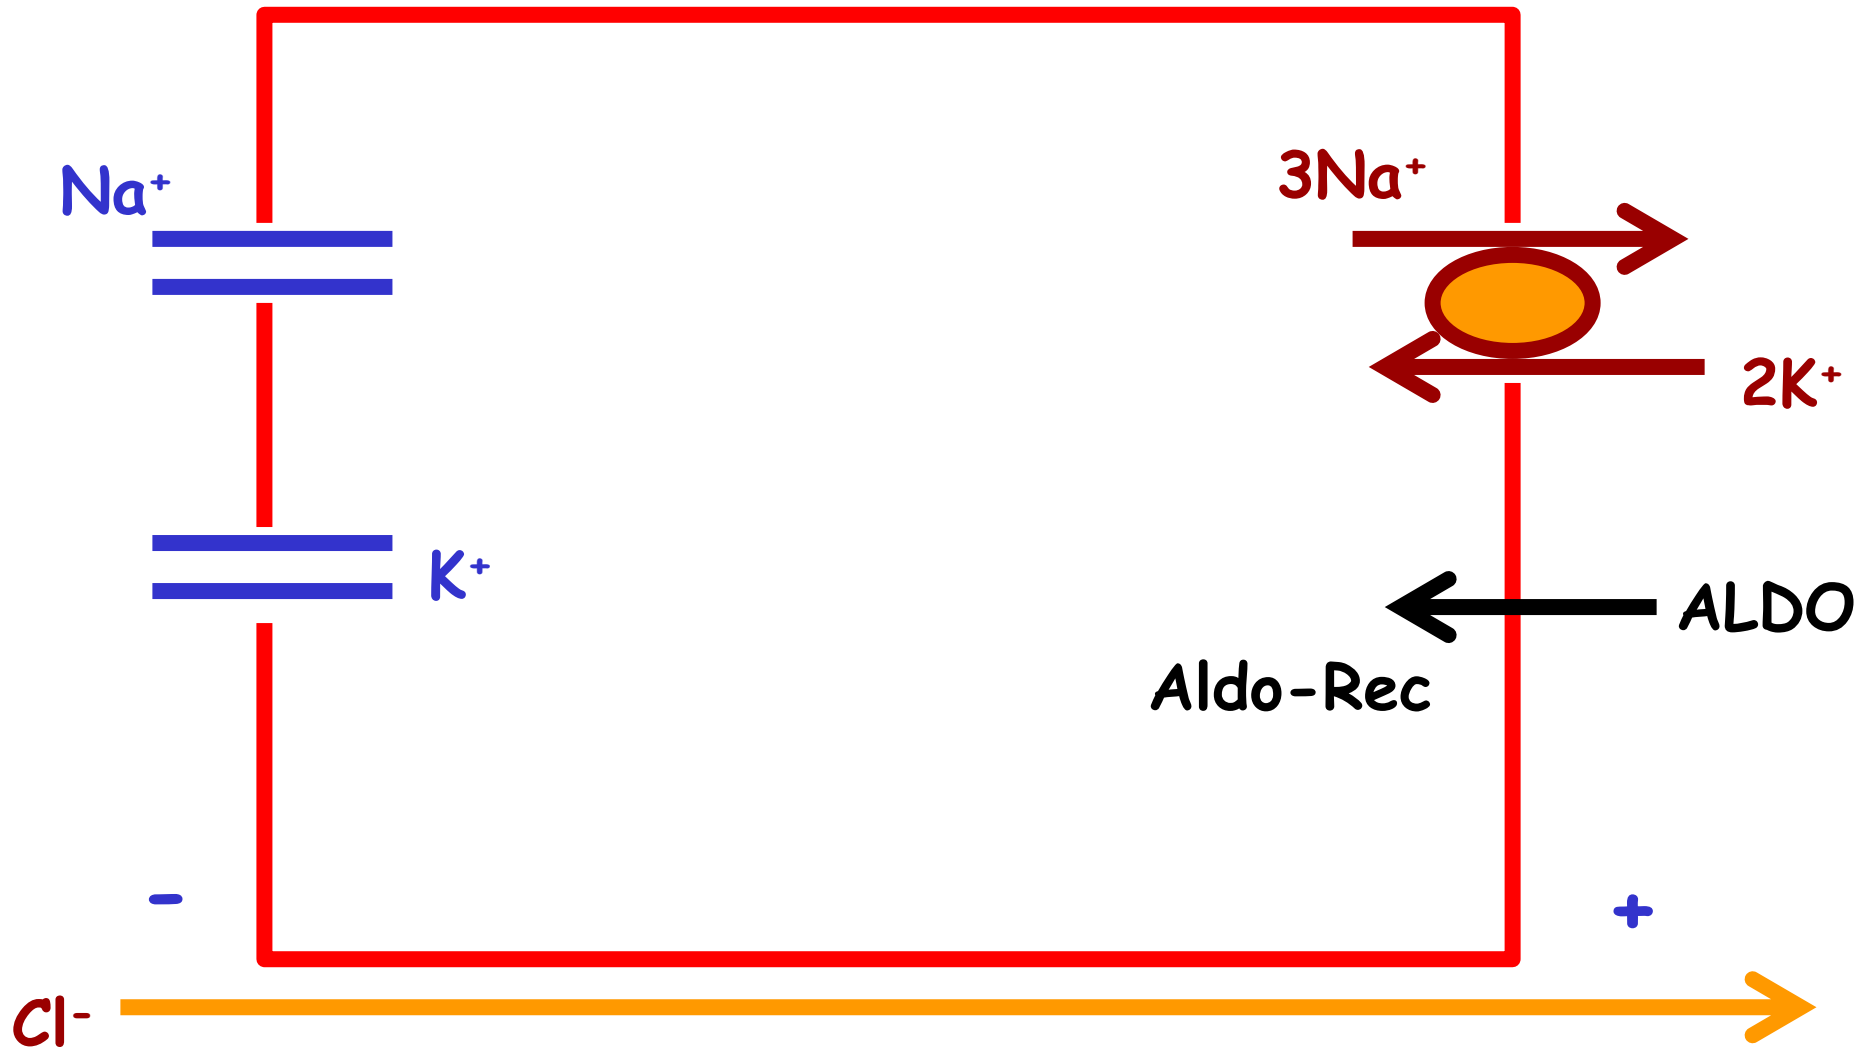 Na⁺
3Na⁺
2K⁺
K⁺
ALDO
Aldo-Rec
-
+
Cl⁻